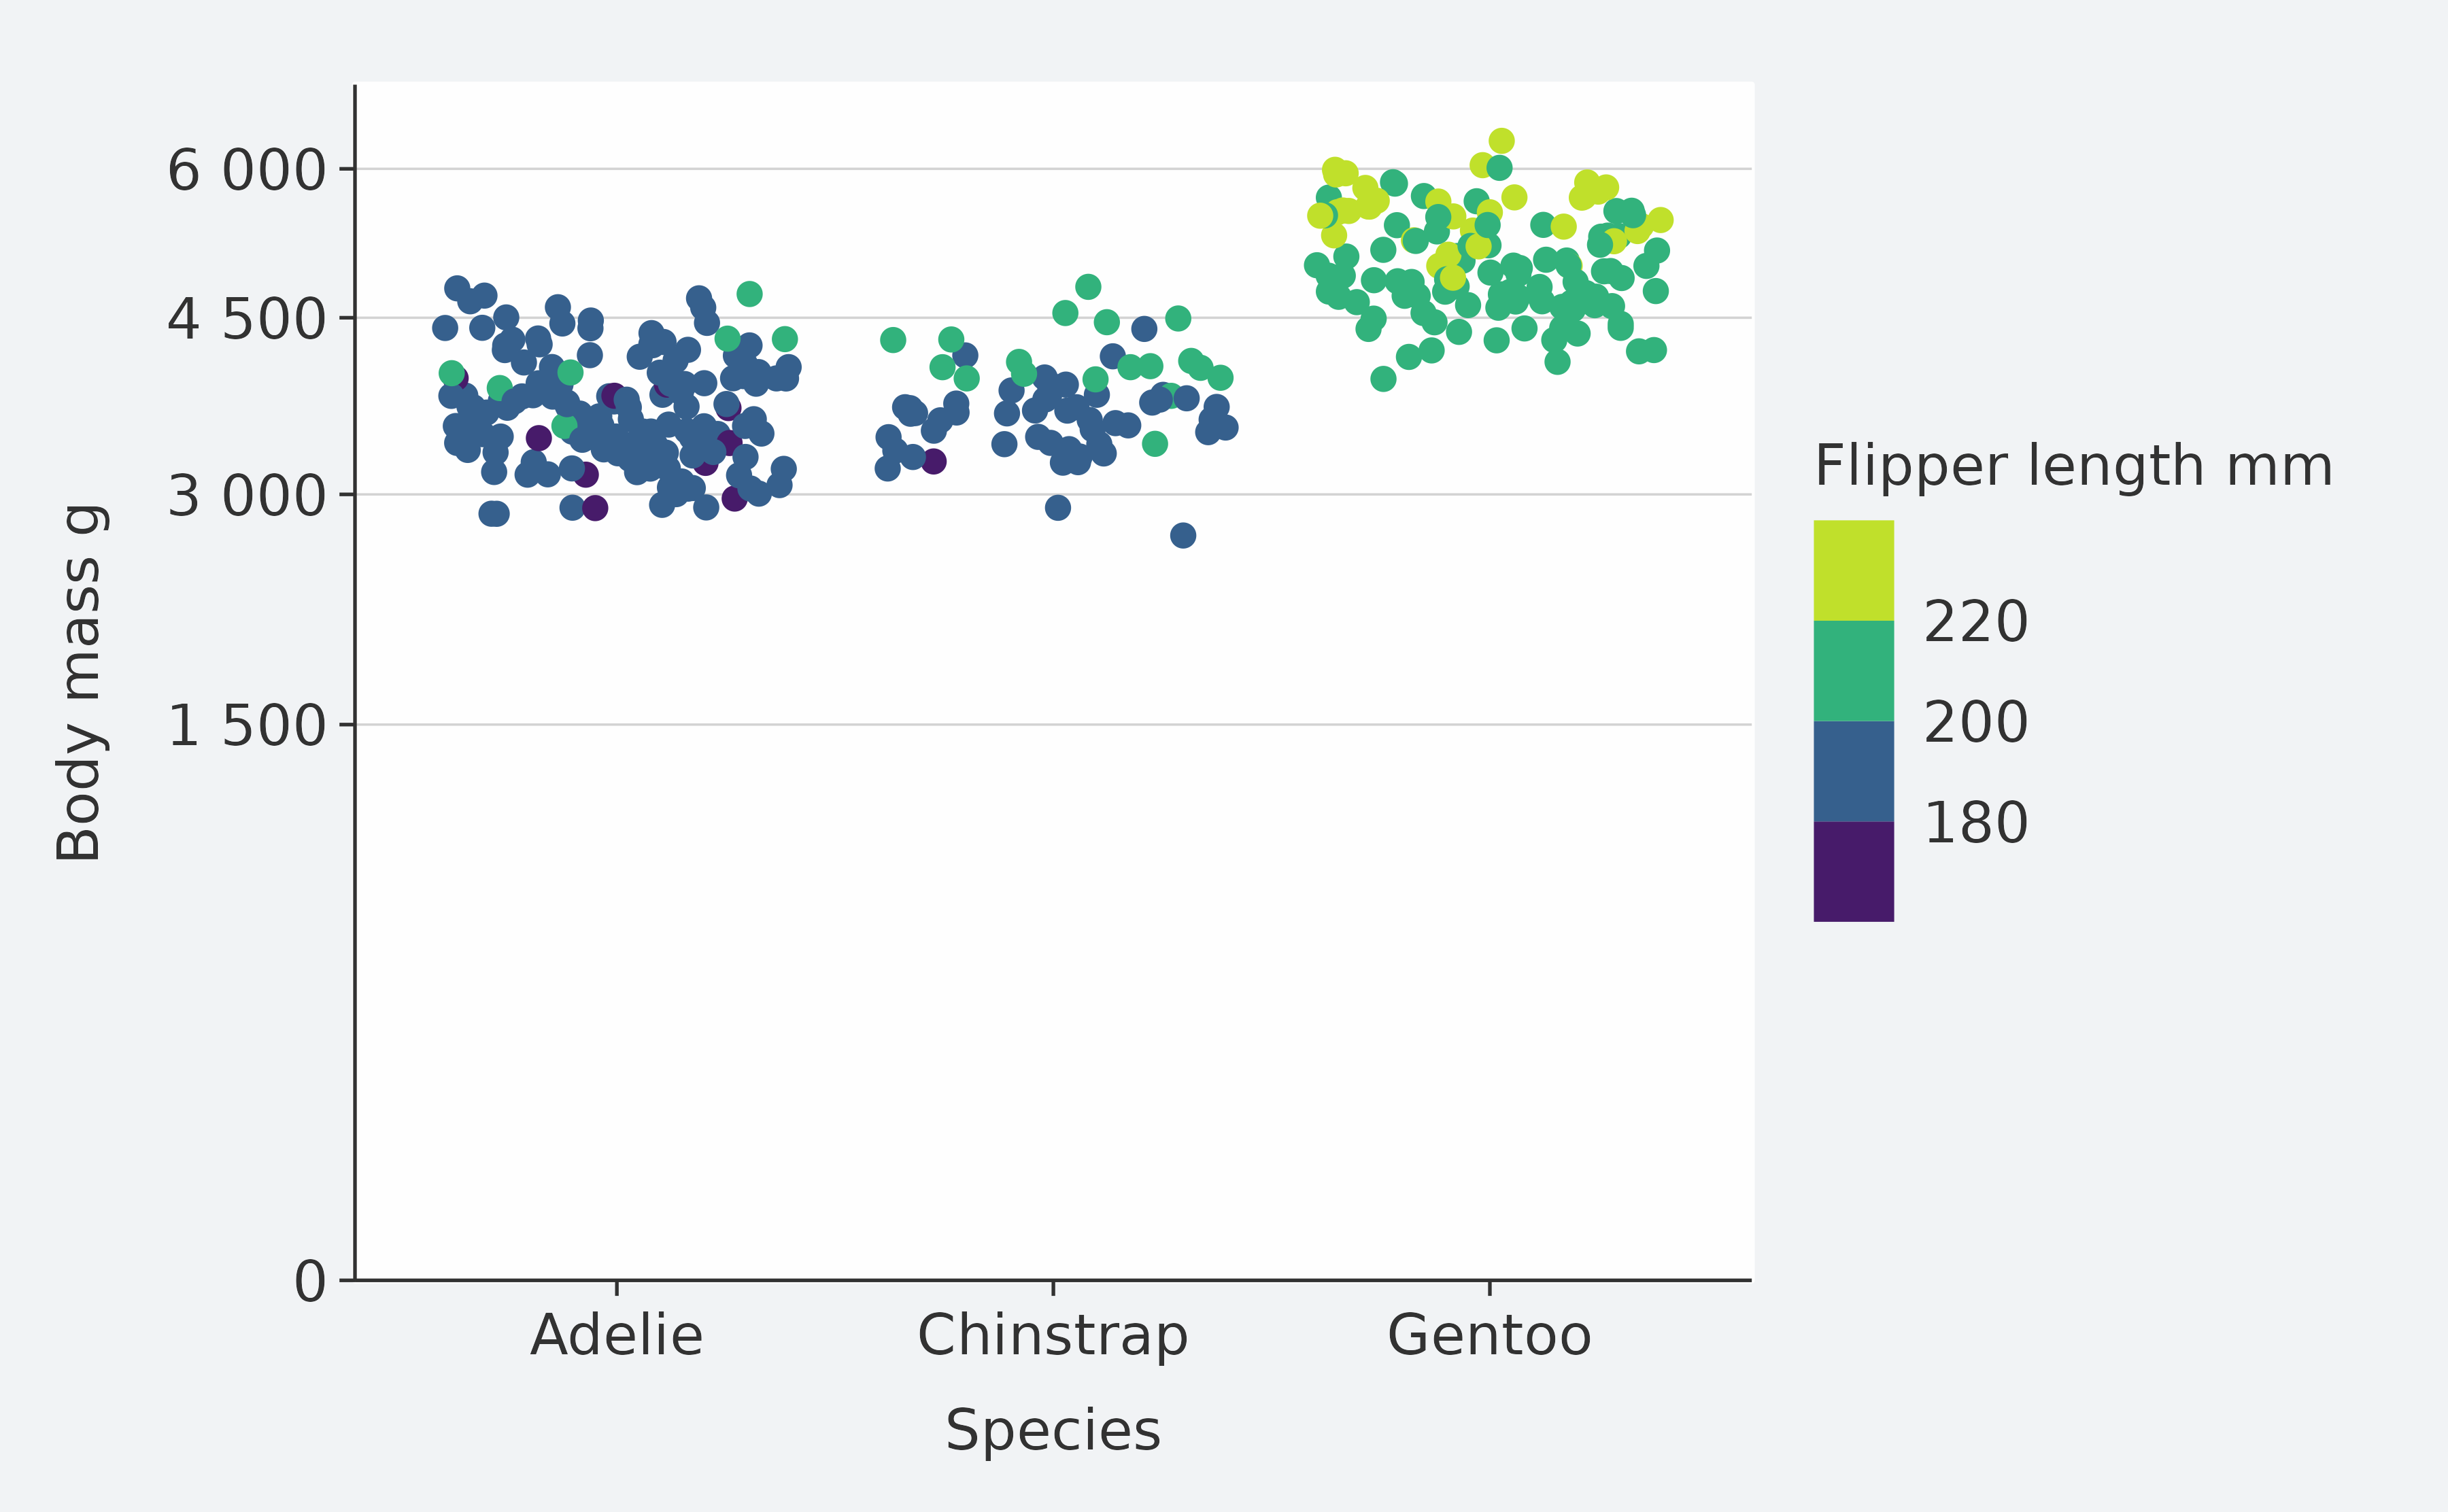 Body mass g
6 000
4 500
3 000
1 500
0
Adelie
Chinstrap
Gentoo
Species
Flipper length mm
220
200
180